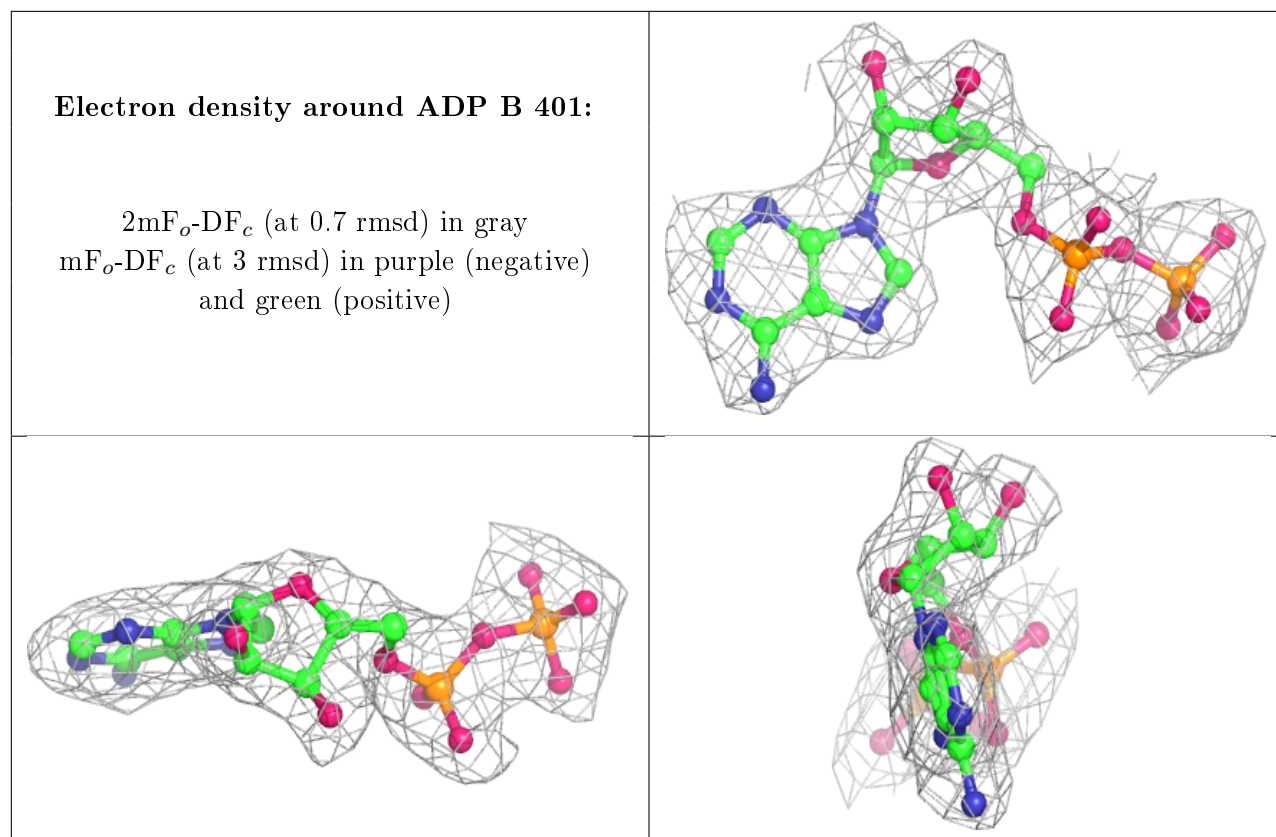 Electron density around ADP B 401:
2mFo-DFc (at 0.7 rmsd) in gray
mFo-DFc (at 3 rmsd) in purple (negative)
and green (positive)